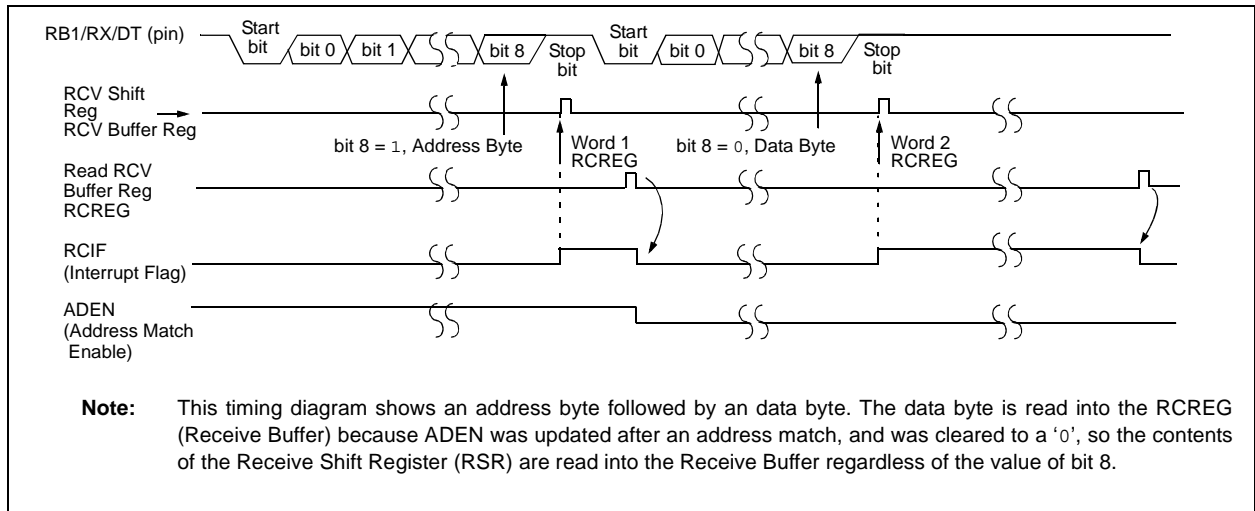 RB1/RX/DT (pin)
Start
bit
bit 0
bit 1
bit 8
Stop
bit
Start
bit
bit 0
bit 8
Stop
bit
RCV Shift
Reg
RCV Buffer Reg
bit 8 = 1, Address Byte
Word 1
RCREG
bit 8 = 0, Data Byte
Word 2
RCREG
Read RCV
Buffer Reg
RCREG
RCIF
(Interrupt Flag)
ADEN
(Address Match
Enable)
Note: This timing diagram shows an address byte followed by an data byte. The data byte is read into the RCREG
(Receive Buffer) because ADEN was updated after an address match, and was cleared to a ‘0’, so the contents
of the Receive Shift Register (RSR) are read into the Receive Buffer regardless of the value of bit 8.